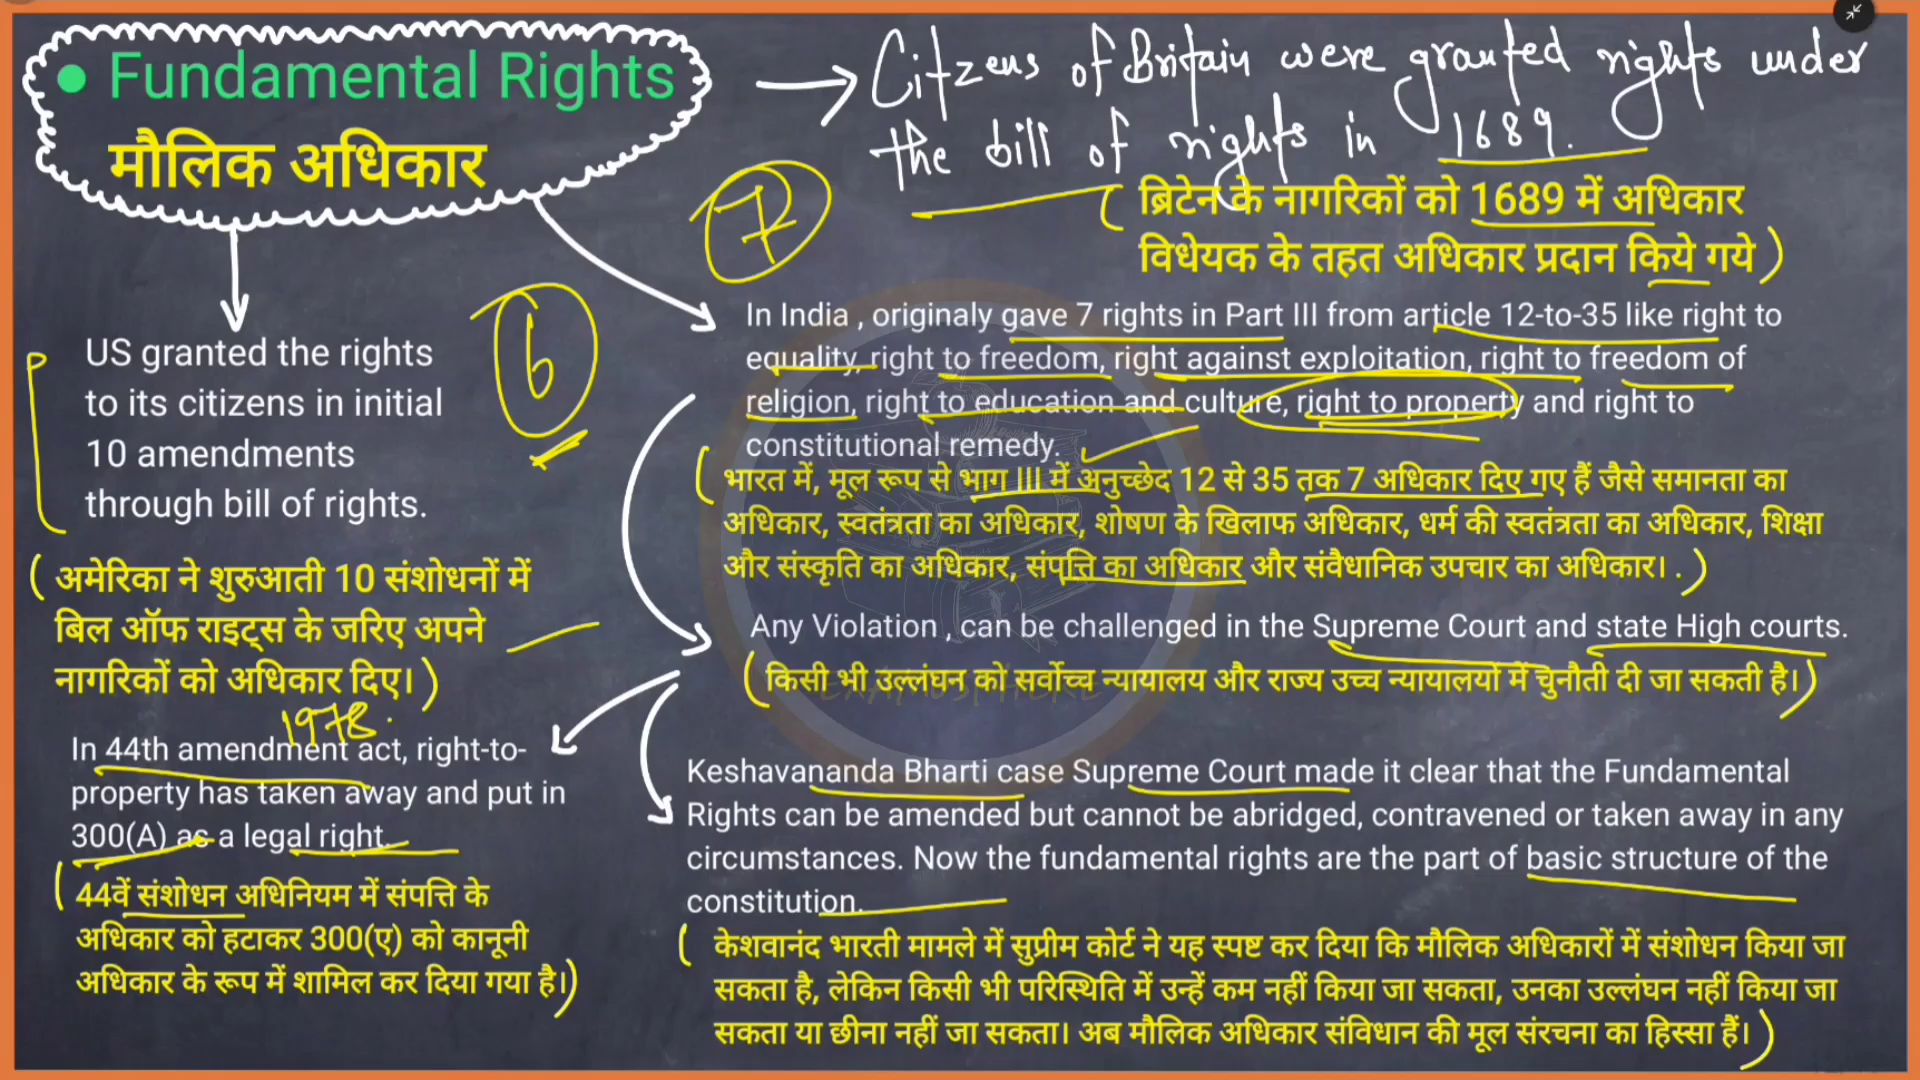 • Fundamental Rights
मौलिक अधिकार
Citzens of Britain were granted rights under
the bill of rights in 1689.
( ब्रिटेन के नागरिकों को 1689 में अधिकार
विधेयक के तहत अधिकार प्रदान किये गये )
7
6
US granted the rights
to its citizens in initial
10 amendments
through bill of rights.
( अमेरिका ने शुरुआती 10 संशोधनों में
बिल ऑफ राइट्स के जरिए अपने
नागरिकों को अधिकार दिए। )
In India , originaly gave 7 rights in Part III from article 12-to-35 like right to
equality, right to freedom, right against exploitation, right to freedom of
religion, right to education and culture, right to property and right to
constitutional remedy.
( भारत में, मूल रूप से भाग III में अनुच्छेद 12 से 35 तक 7 अधिकार दिए गए हैं जैसे समानता का
अधिकार, स्वतंत्रता का अधिकार, शोषण के खिलाफ अधिकार, धर्म की स्वतंत्रता का अधिकार, शिक्षा
और संस्कृति का अधिकार, संपत्ति का अधिकार और संवैधानिक उपचार का अधिकार। . )
Any Violation , can be challenged in the Supreme Court and state High courts.
( किसी भी उल्लंघन को सर्वोच्च न्यायालय और राज्य उच्च न्यायालयों में चुनौती दी जा सकती है। )
1978.
In 44th amendment act, right-to-
property has taken away and put in
300(A) as a legal right.
( 44वें संशोधन अधिनियम में संपत्ति के
अधिकार को हटाकर 300(ए) को कानूनी
अधिकार के रूप में शामिल कर दिया गया है। )
Keshavananda Bharti case Supreme Court made it clear that the Fundamental
Rights can be amended but cannot be abridged, contravened or taken away in any
circumstances. Now the fundamental rights are the part of basic structure of the
constitution.
( केशवानंद भारती मामले में सुप्रीम कोर्ट ने यह स्पष्ट कर दिया कि मौलिक अधिकारों में संशोधन किया जा
सकता है, लेकिन किसी भी परिस्थिति में उन्हें कम नहीं किया जा सकता, उनका उल्लंघन नहीं किया जा
सकता या छीना नहीं जा सकता। अब मौलिक अधिकार संविधान की मूल संरचना का हिस्सा हैं। )